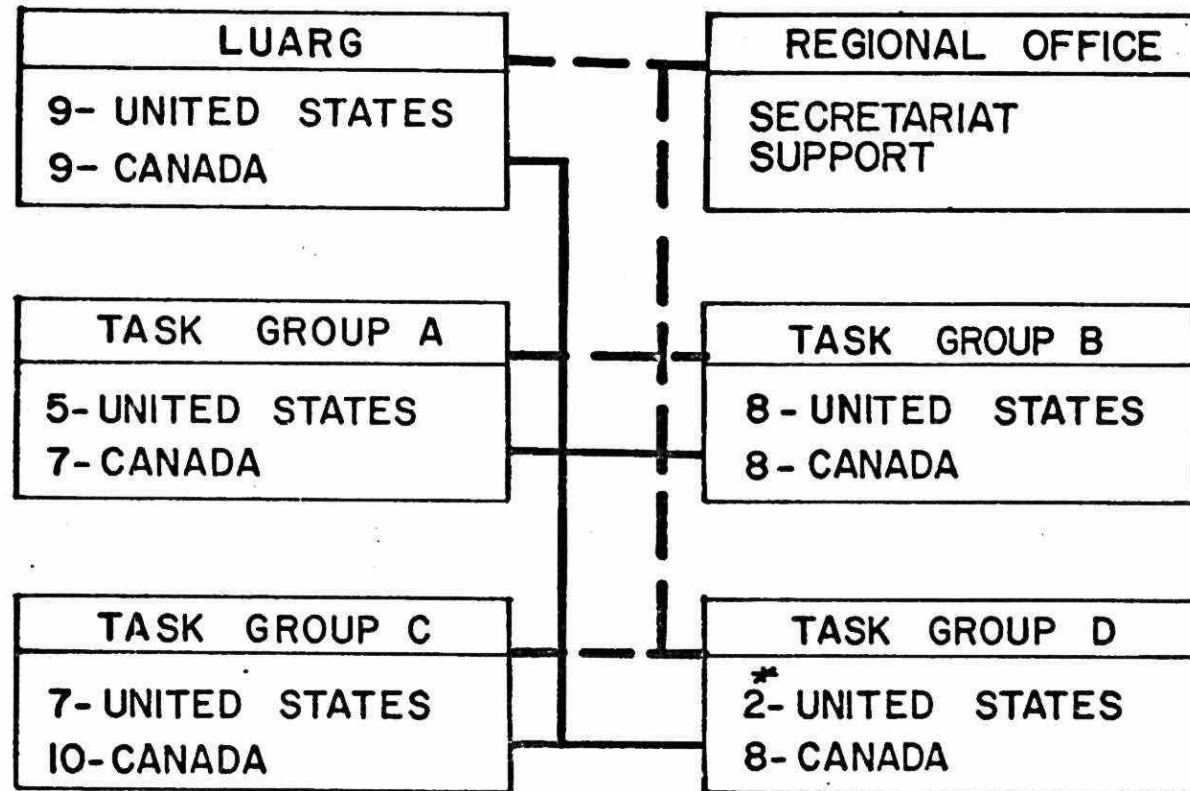 LUARG
9- UNITED STATES
9- CANADA
REGIONAL OFFICE
SECRETARIAT
SUPPORT
TASK GROUP A
5-UNITED STATES
7-CANADA
TASK GROUP B
8-UNITED STATES
8-CANADA
TASK GROUP C
7-UNITED STATES
10-CANADA
TASK GROUP D
2*-UNITED STATES
8-CANADA